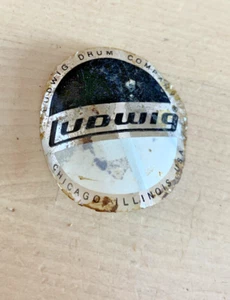 LUDWIG DRUM COMPANY
LUDWIG
CHICAGO, ILLINOIS U.S.A.